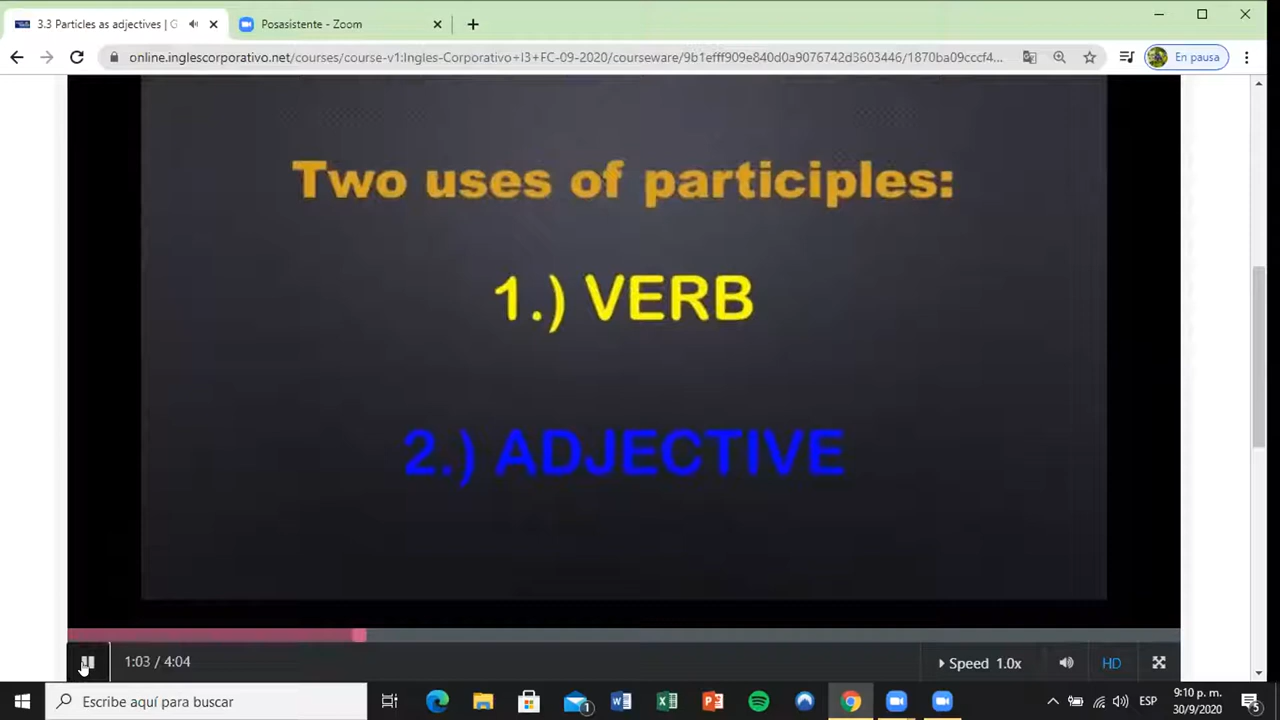 3.3 Particles as adjectives | G
Posasistente - Zoom
online.inglescorporativo.net/courses/course-v1:Ingles-Corporativo+I3+FC-09-2020/courseware/9b1efff909e840d0a9076742d3603446/1870ba09cccf4...
En pausa
Two uses of participles:
1.) VERB
2.) ADJECTIVE
1:03 / 4:04
Speed 1.0x
HD
Escribe aquí para buscar
1
ESP
9:10 p. m.
30/9/2020
5